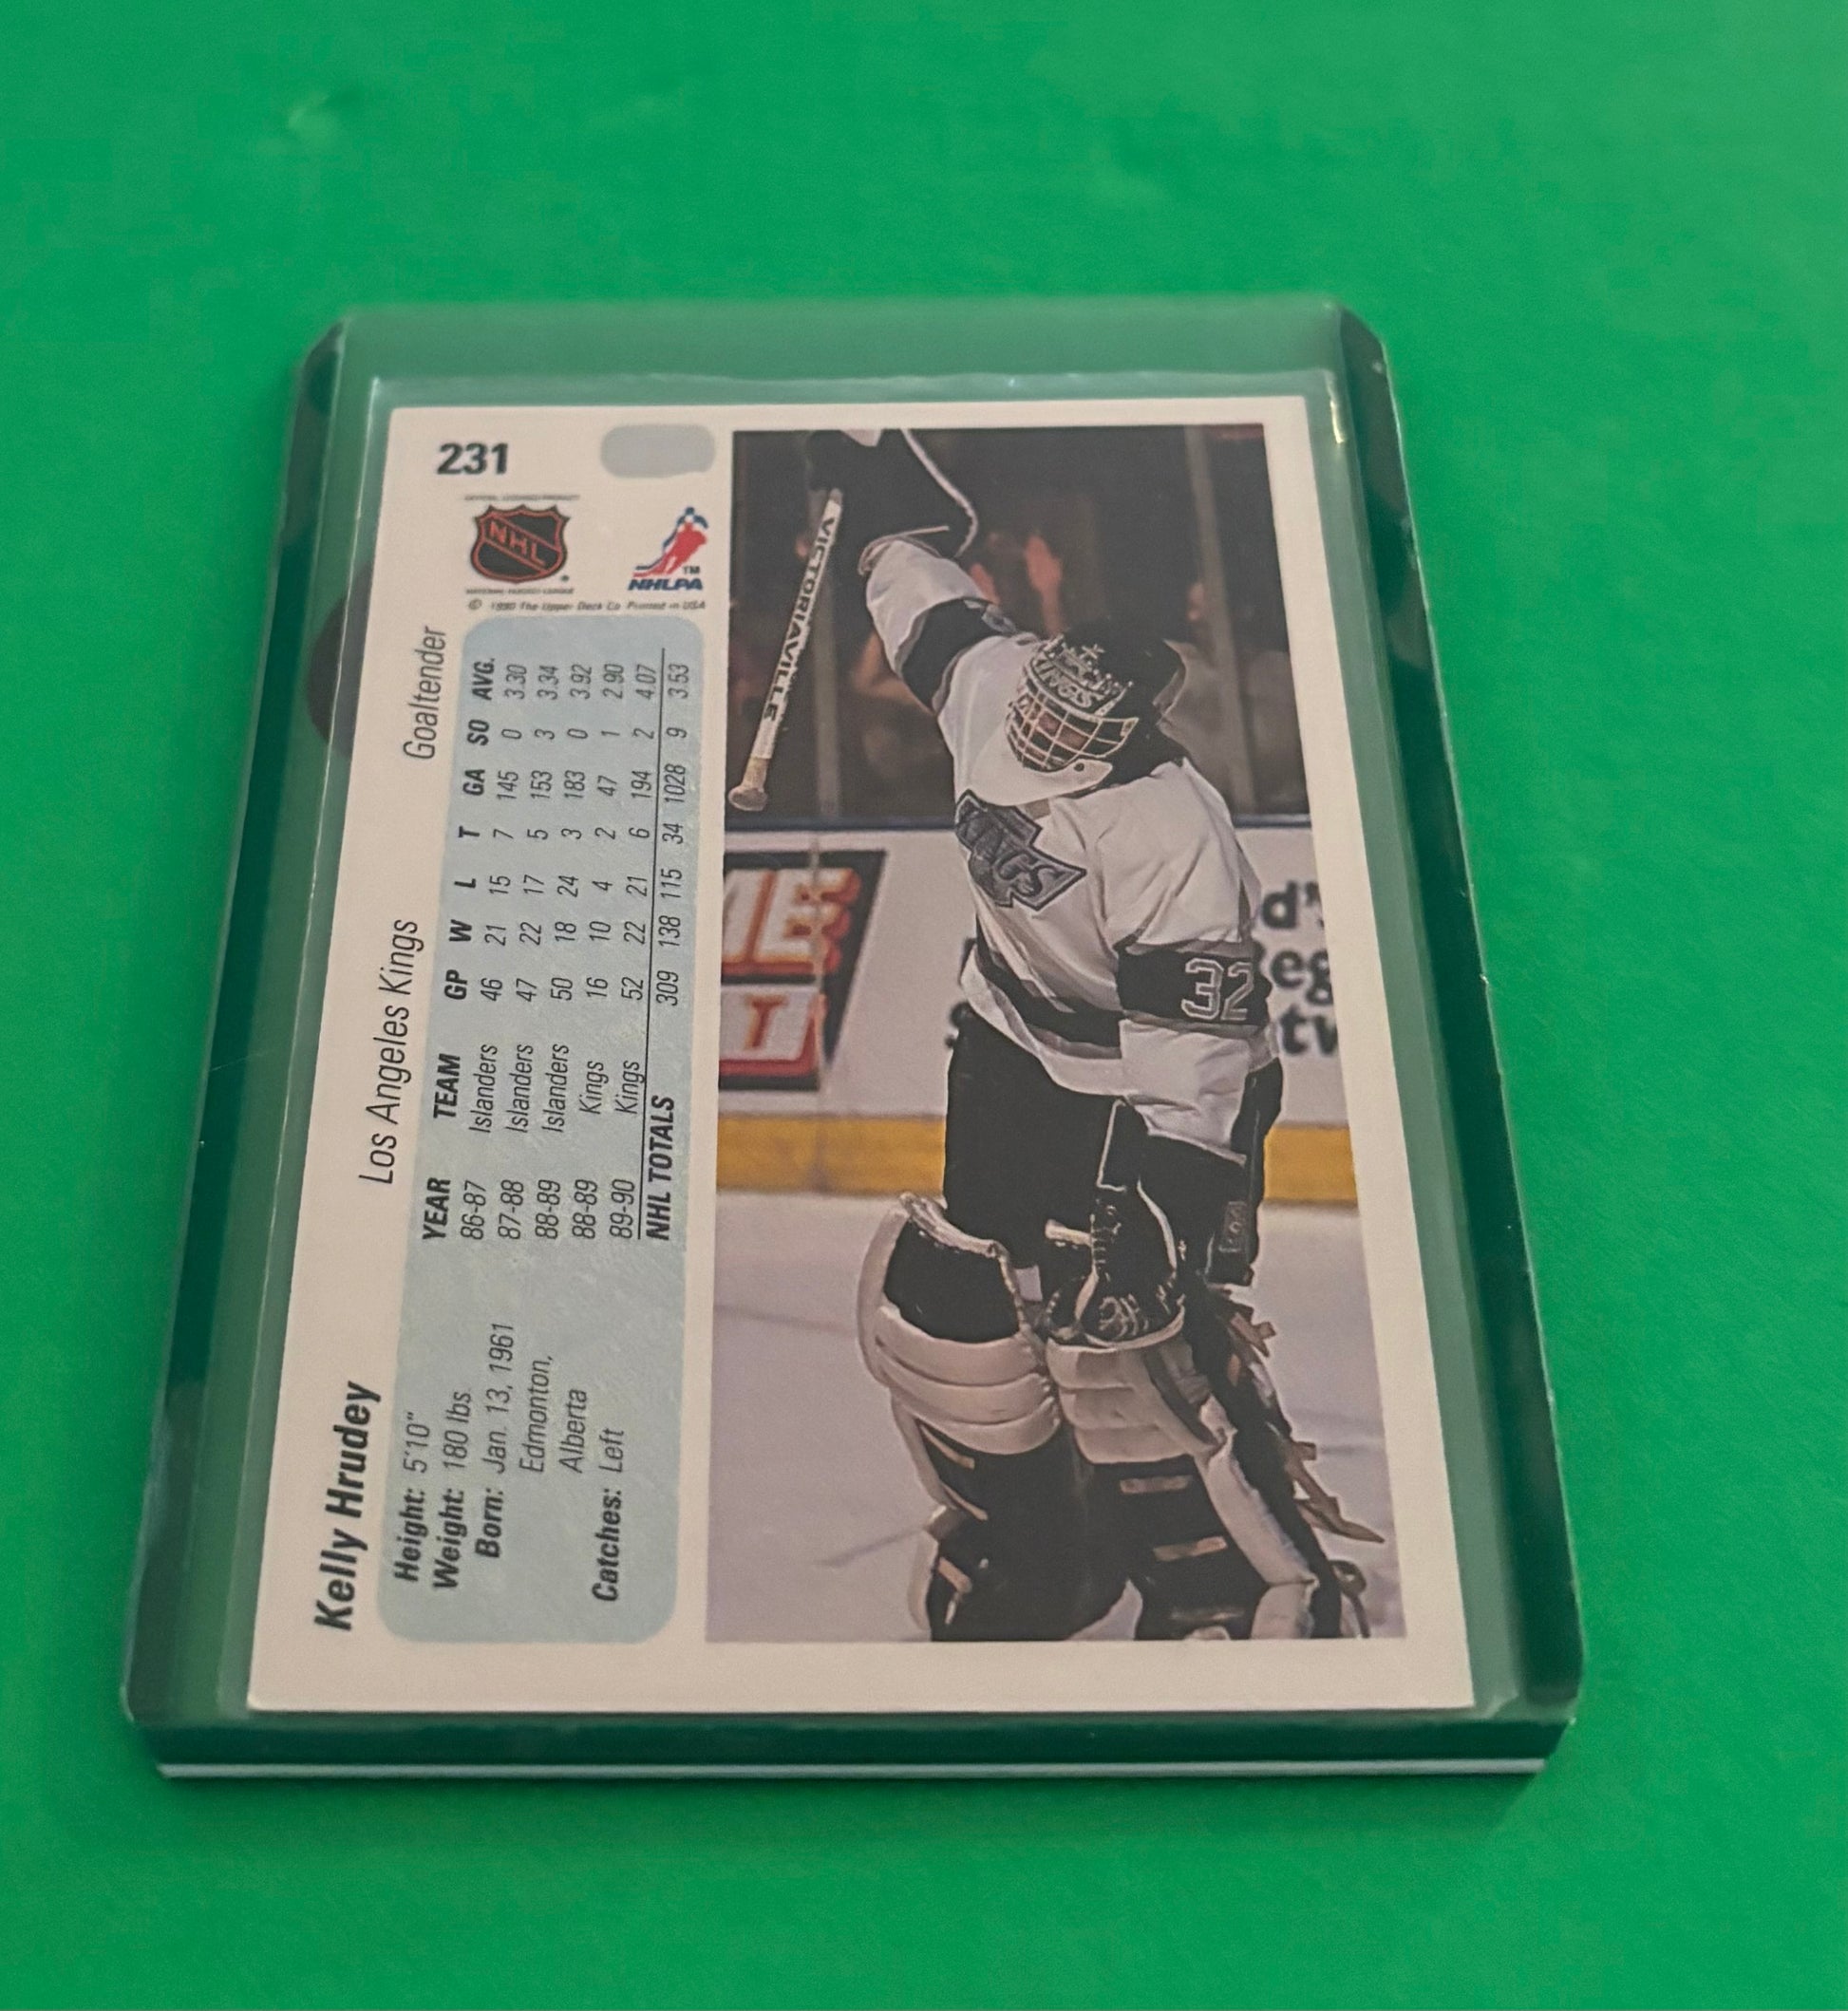 231
Kelly Hrudey
Los Angeles Kings
Goaltender
Height: 5'10"
Weight: 180 lbs.
Born: Jan. 13, 1961
Edmonton,
Alberta
Catches: Left
YEAR TEAM GP W L T GA SO AVG.
86-87 Islanders 46 21 15 7 145 0 3.30
87-88 Islanders 47 22 17 5 153 3 3.34
88-89 Islanders 50 18 24 3 183 0 3.92
88-89 Kings 16 10 4 2 47 1 2.90
89-90 Kings 52 22 21 6 194 2 4.07
NHL TOTALS 309 138 115 34 1028 9 3.53
NHL
TM
NHLPA
© 1990 The Upper Deck Co. Printed in USA
VICTORIAVILLE
KINGS
KINGS
32
ME
T
d's
Reg